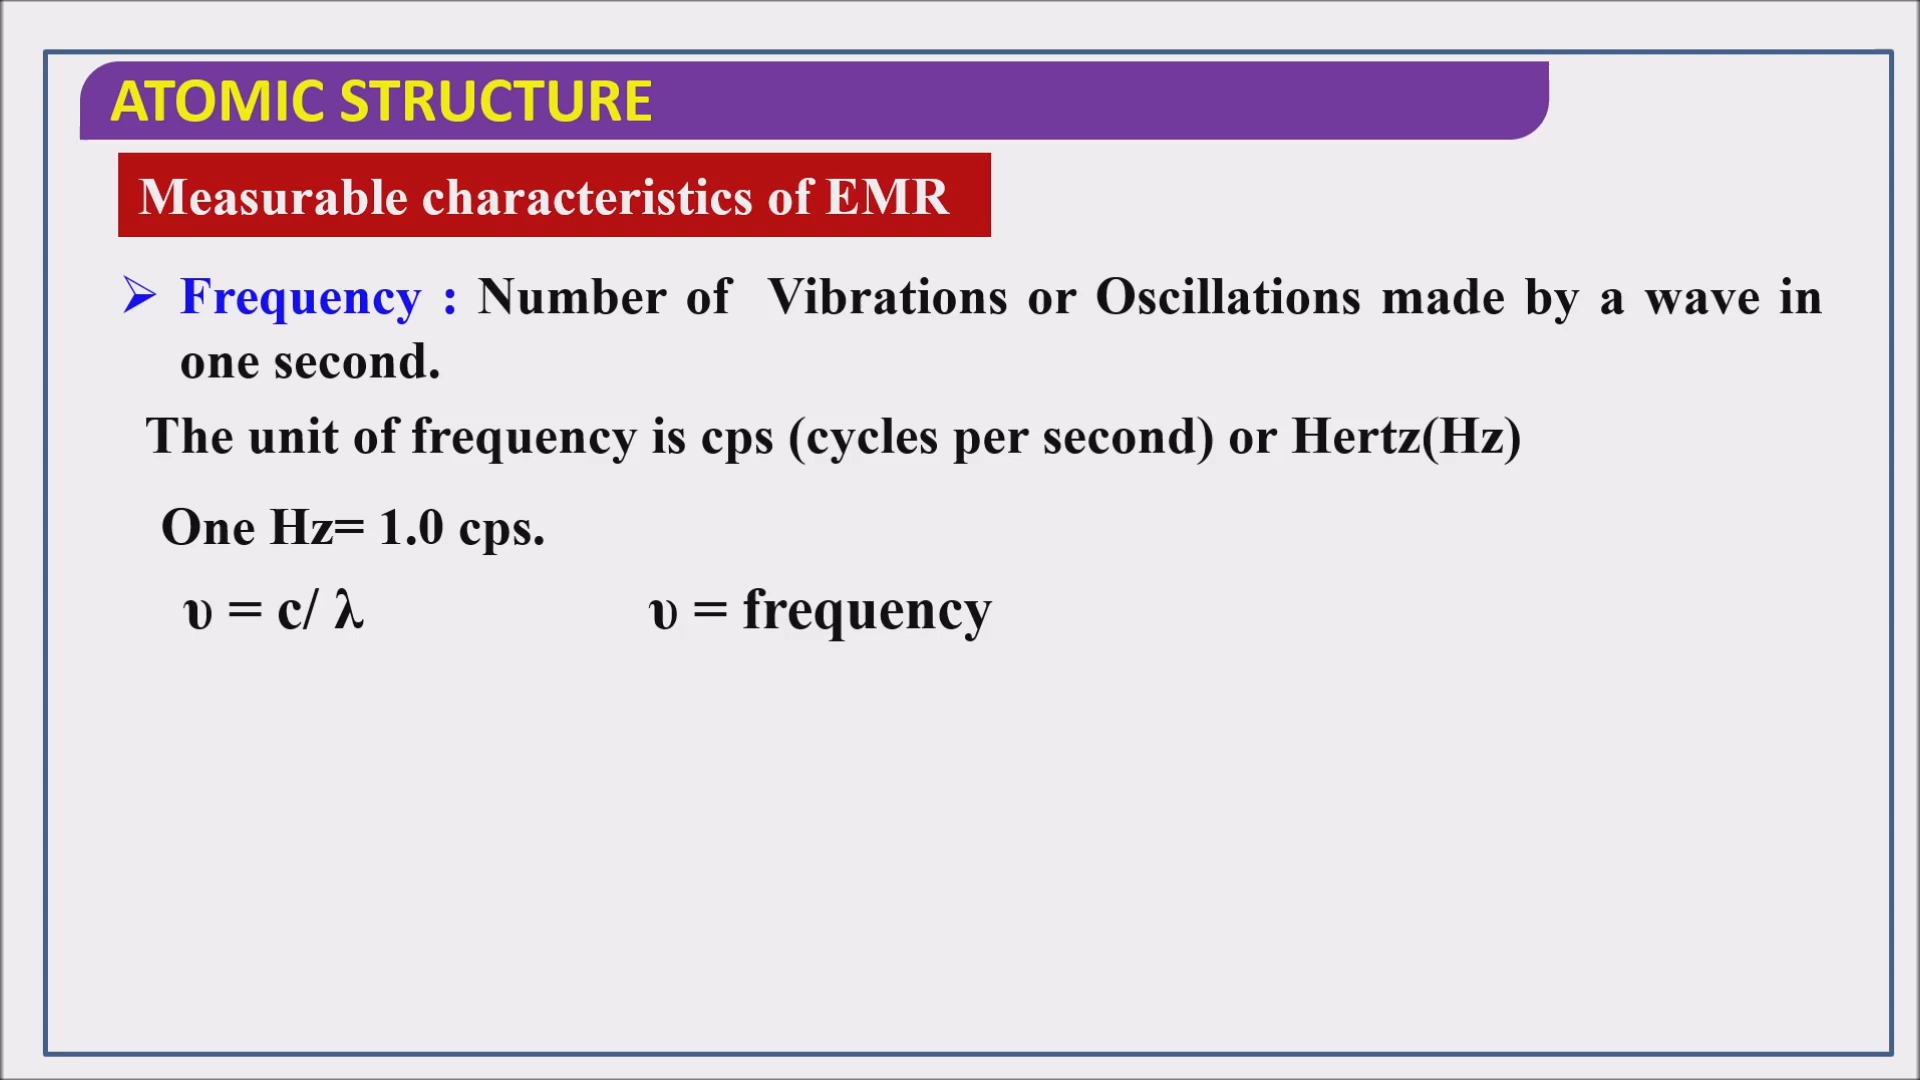 ATOMIC STRUCTURE
Measurable characteristics of EMR
➢ Frequency : Number of Vibrations or Oscillations made by a wave in
one second.
The unit of frequency is cps (cycles per second) or Hertz(Hz)
One Hz= 1.0 cps.
υ = c/ λ υ = frequency